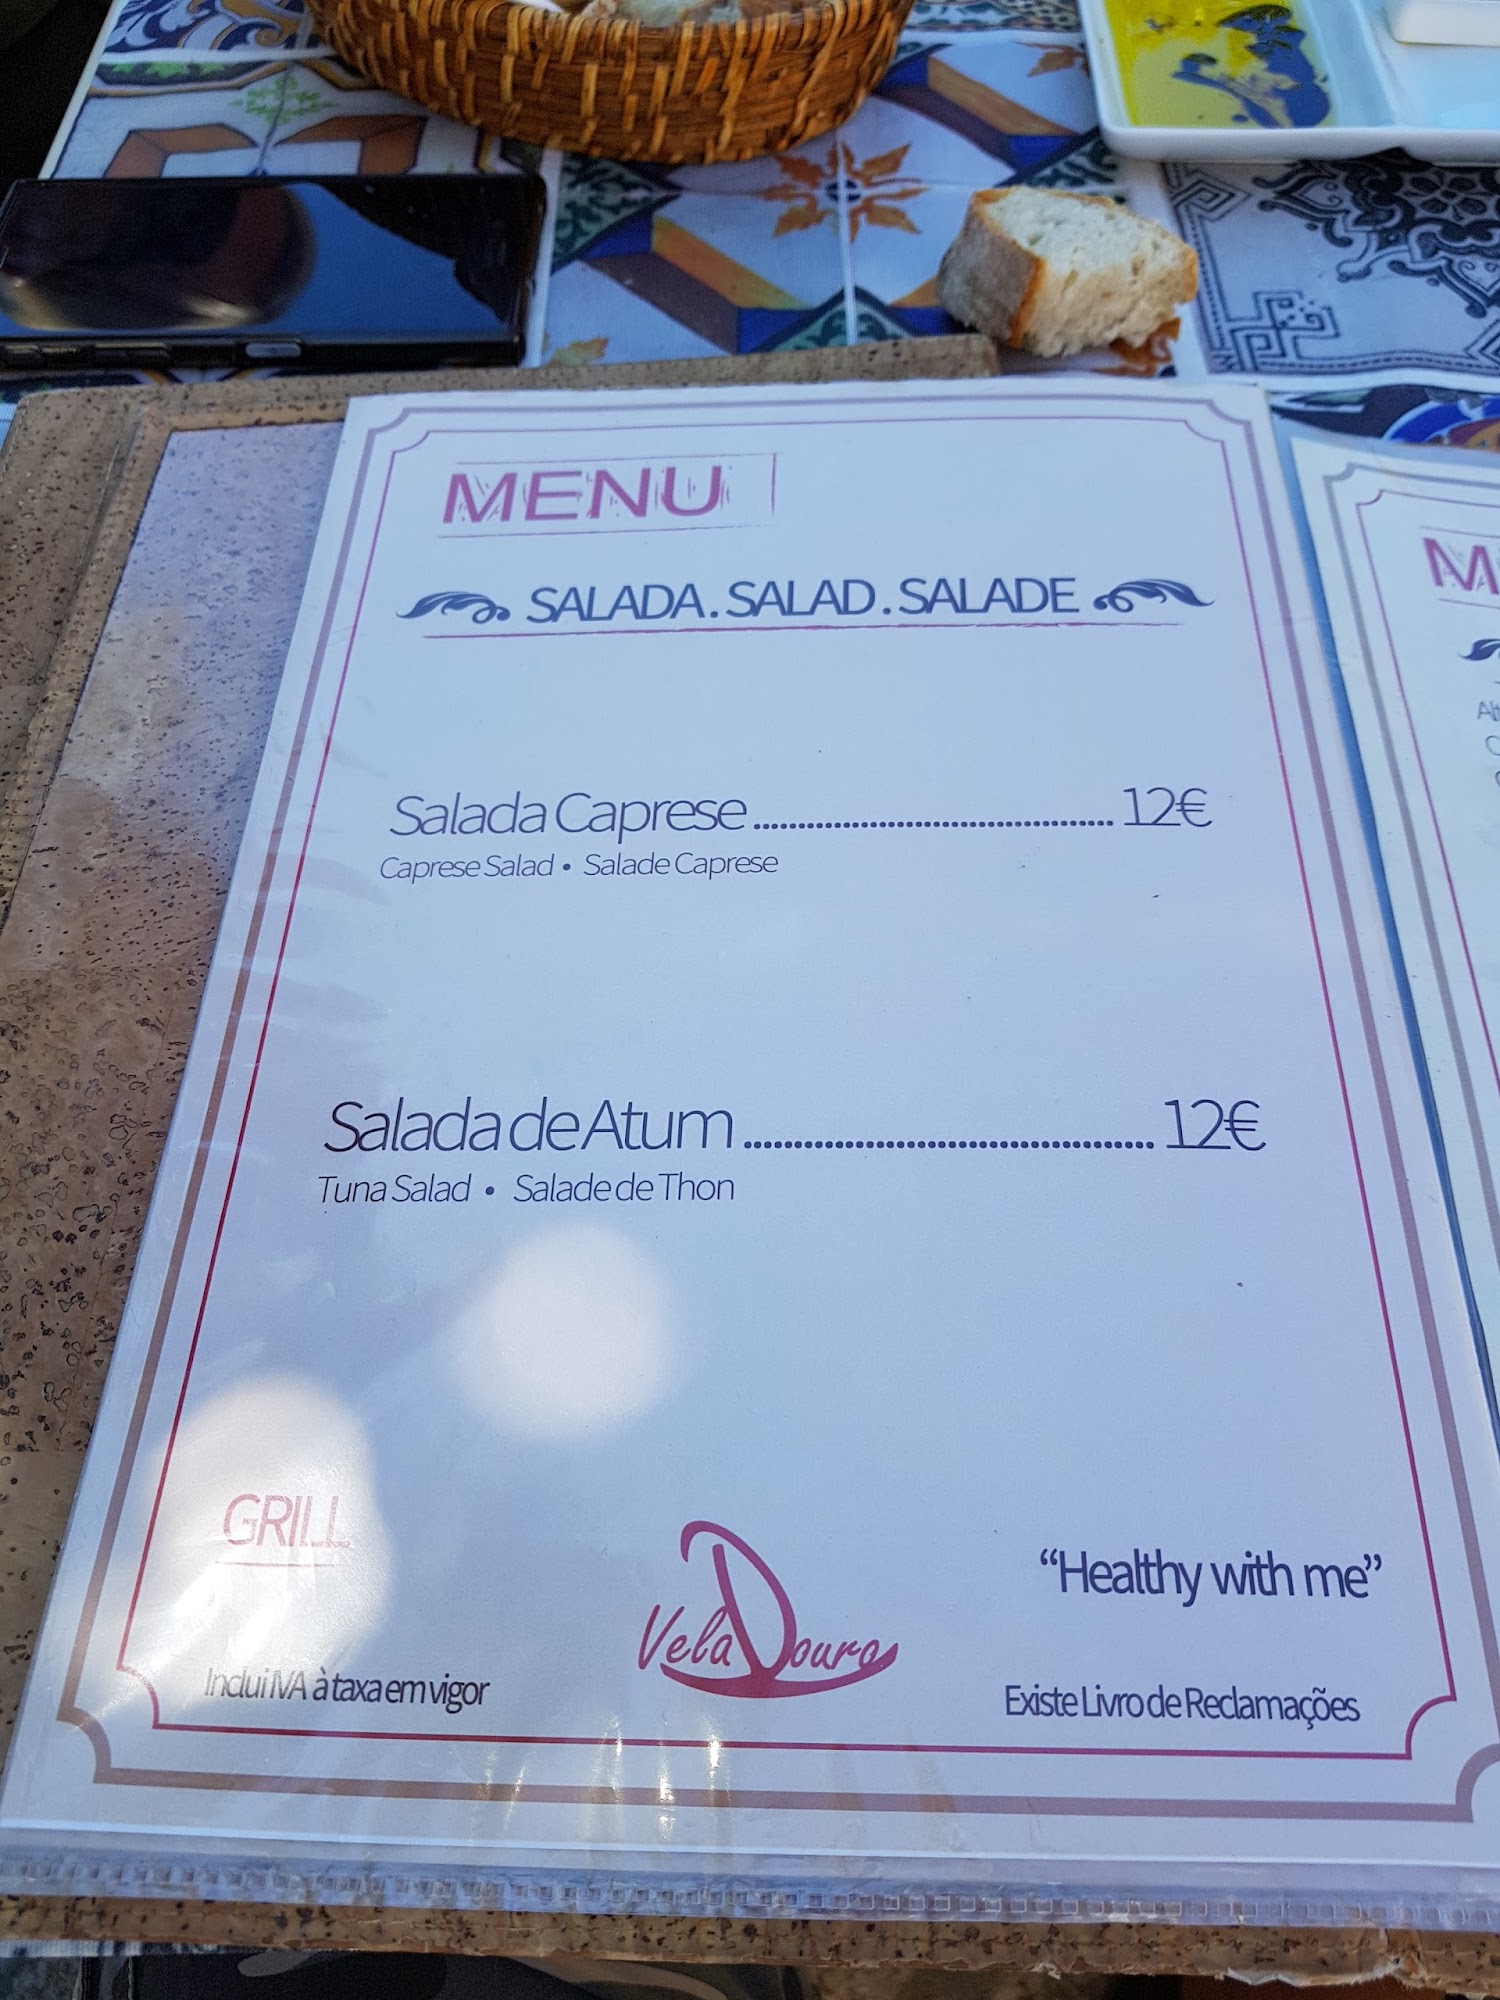 MENU
SALADA.SALAD.SALADE
Salada Caprese ........................................ 12€
Caprese Salad • Salade Caprese
Salada de Atum ........................................ 12€
Tuna Salad • Salade de Thon
GRILL
Vela Douro
“Healthy with me”
Inclui IVA à taxa em vigor
Existe Livro de Reclamações